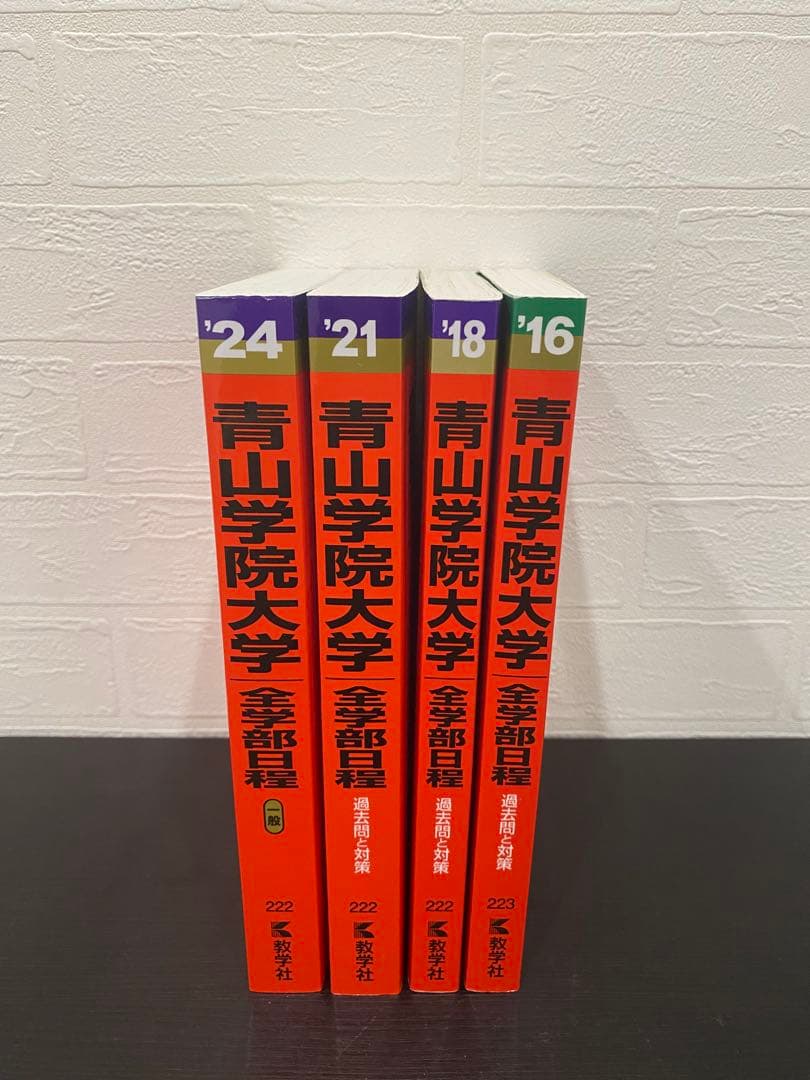 ’24
青山学院大学
全学部日程
一般
222
教学社
’21
青山学院大学
全学部日程
過去問と対策
222
教学社
’18
青山学院大学
全学部日程
過去問と対策
222
教学社
’16
青山学院大学
全学部日程
過去問と対策
223
教学社